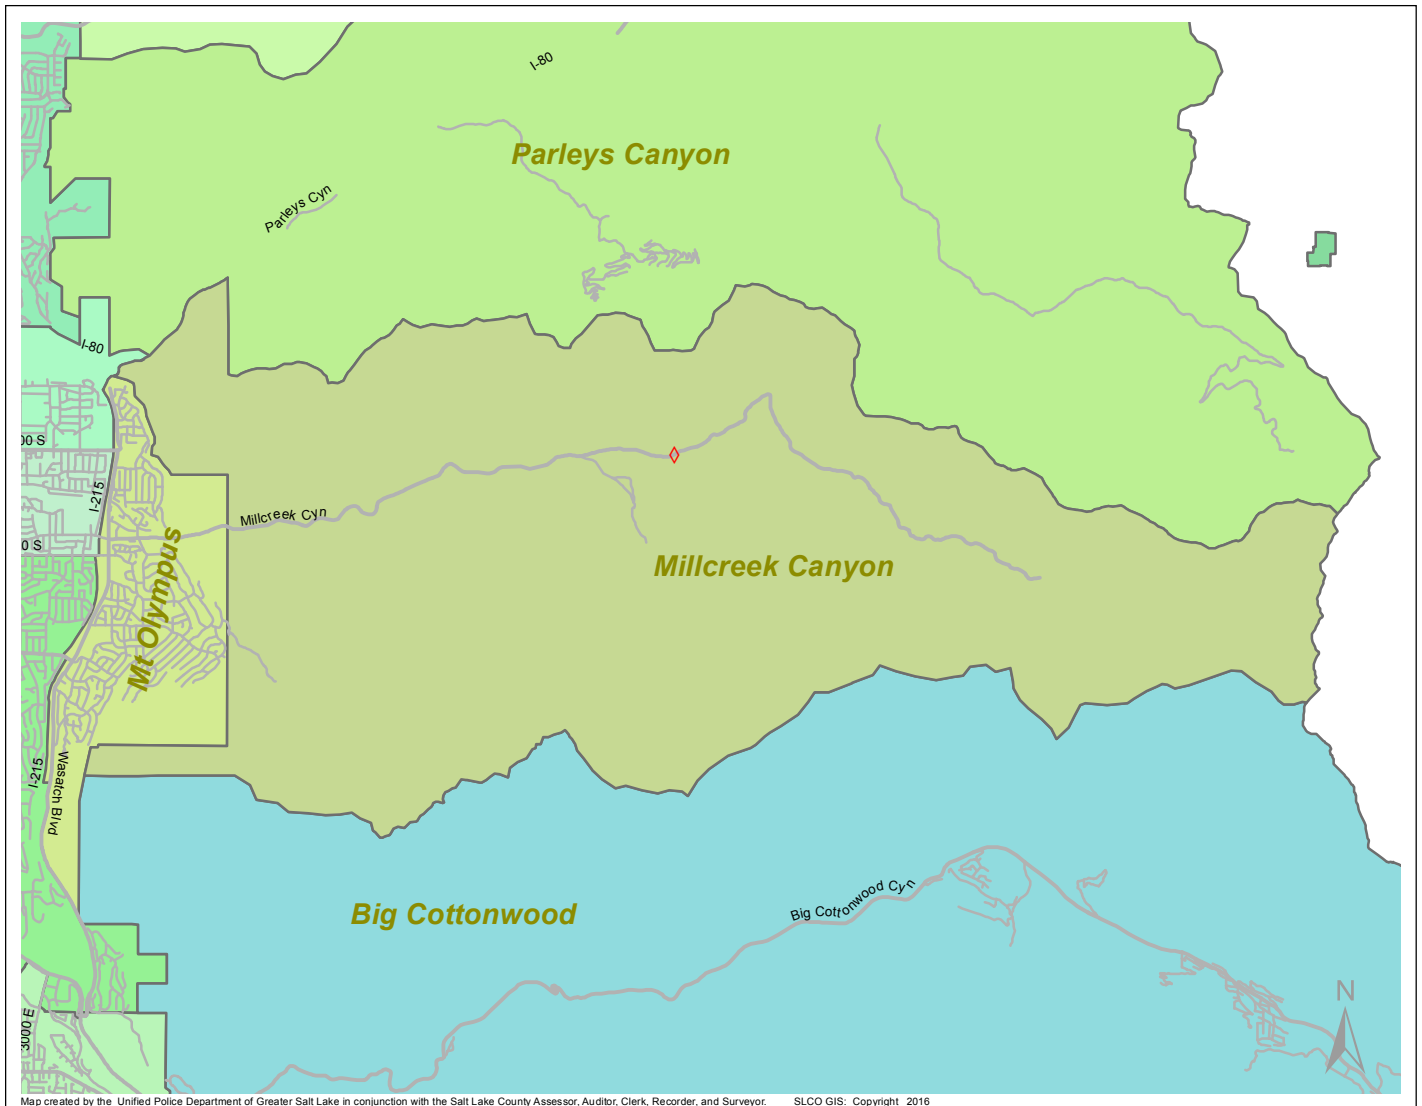 I-80
Parleys Canyon
Parleys Cyn
I-80
00 S
I-215
Millcreek Cyn
0 S
Millcreek Canyon
Mt Olympus
I-215
Wasatch Blvd
Big Cottonwood Cyn
Big Cottonwood
N
3000 E
Map created by the Unified Police Department of Greater Salt Lake in conjunction with the Salt Lake County Assessor, Auditor, Clerk, Recorder, and Surveyor. SLCO GIS: Copyright 2016